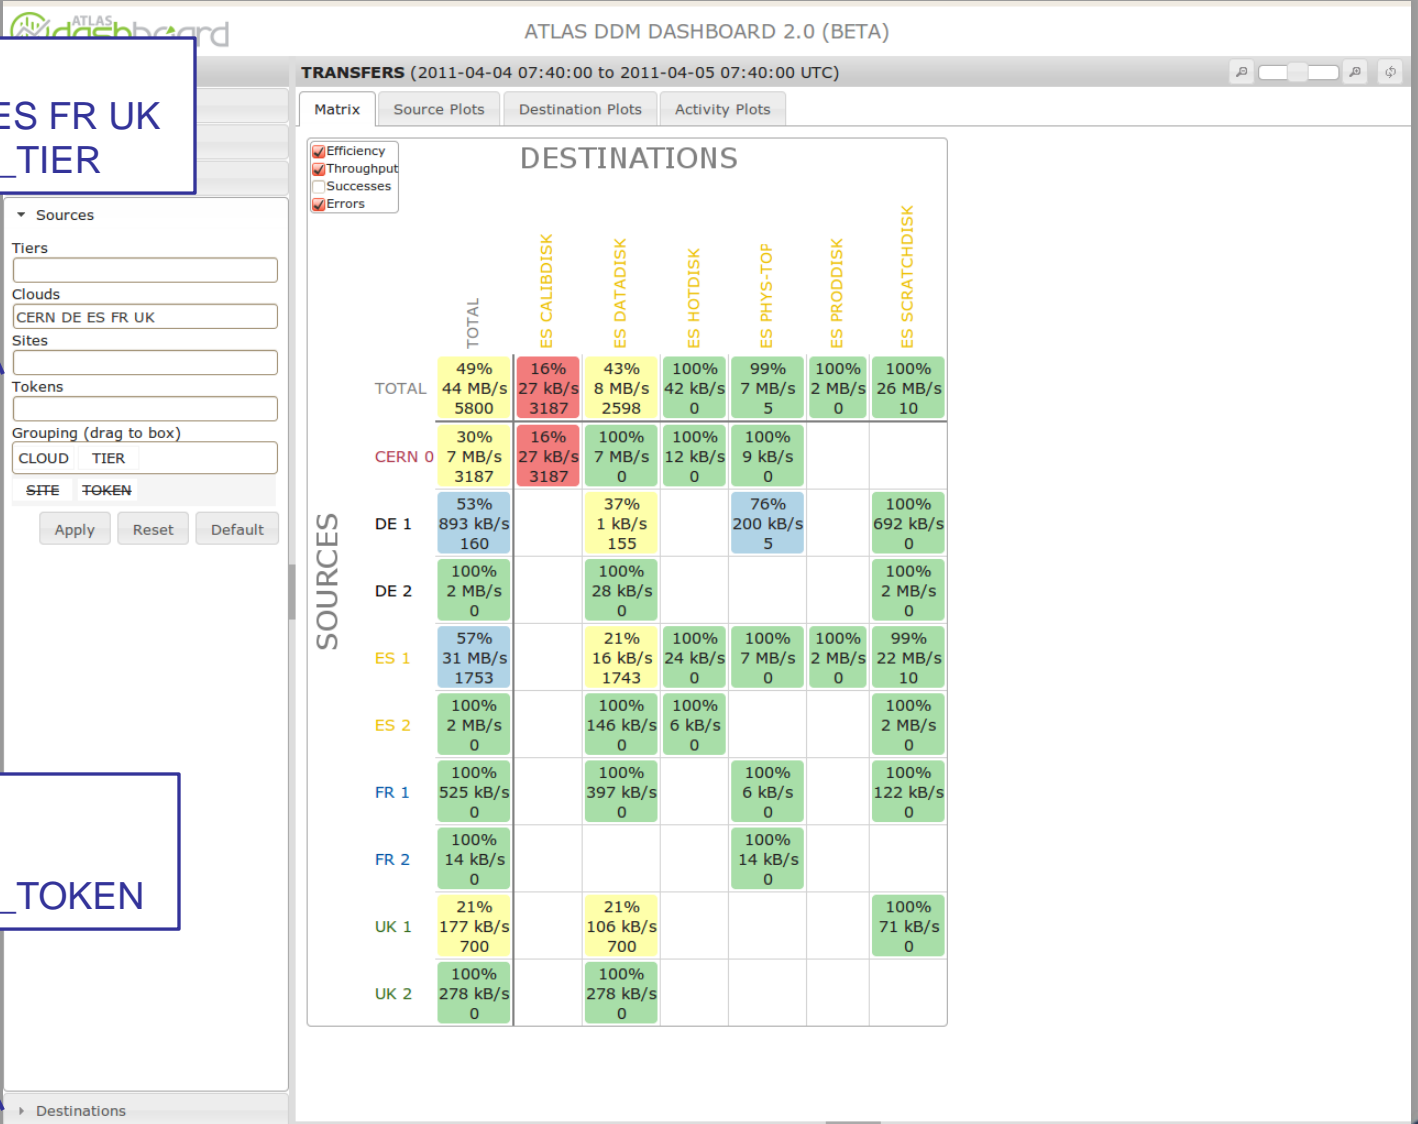 ATLAS
dashboard
ATLAS DDM DASHBOARD 2.0 (BETA)
ES FR UK
_TIER
TRANSFERS (2011-04-04 07:40:00 to 2011-04-05 07:40:00 UTC)
Matrix Source Plots Destination Plots Activity Plots
Sources
Tiers
Clouds
CERN DE ES FR UK
Sites
Tokens
Grouping (drag to box)
CLOUD TIER
SITE TOKEN
Apply Reset Default
_TOKEN
Destinations
Efficiency
Throughput
Successes
Errors
DESTINATIONS
SOURCES
TOTAL ES CALIBDISK ES DATADISK ES HOTDISK ES PHYS-TOP ES PRODDISK ES SCRATCHDISK
49% 16% 43% 100% 99% 100% 100%
TOTAL 44 MB/s 27 kB/s 8 MB/s 42 kB/s 7 MB/s 2 MB/s 26 MB/s
5800 3187 2598 0 5 0 10
30% 16% 100% 100% 100%
CERN 0 7 MB/s 27 kB/s 7 MB/s 12 kB/s 9 kB/s
3187 3187 0 0 0
53% 37% 76% 100%
DE 1 893 kB/s 1 kB/s 200 kB/s 692 kB/s
160 155 5 0
100% 100% 100%
DE 2 2 MB/s 28 kB/s 2 MB/s
0 0 0
57% 21% 100% 100% 100% 99%
ES 1 31 MB/s 16 kB/s 24 kB/s 7 MB/s 2 MB/s 22 MB/s
1753 1743 0 0 0 10
100% 100% 100% 100%
ES 2 2 MB/s 146 kB/s 6 kB/s 2 MB/s
0 0 0 0
100% 100% 100% 100%
FR 1 525 kB/s 397 kB/s 6 kB/s 122 kB/s
0 0 0 0
100% 100%
FR 2 14 kB/s 14 kB/s
0 0
21% 21% 100%
UK 1 177 kB/s 106 kB/s 71 kB/s
700 700 0
100% 100%
UK 2 278 kB/s 278 kB/s
0 0